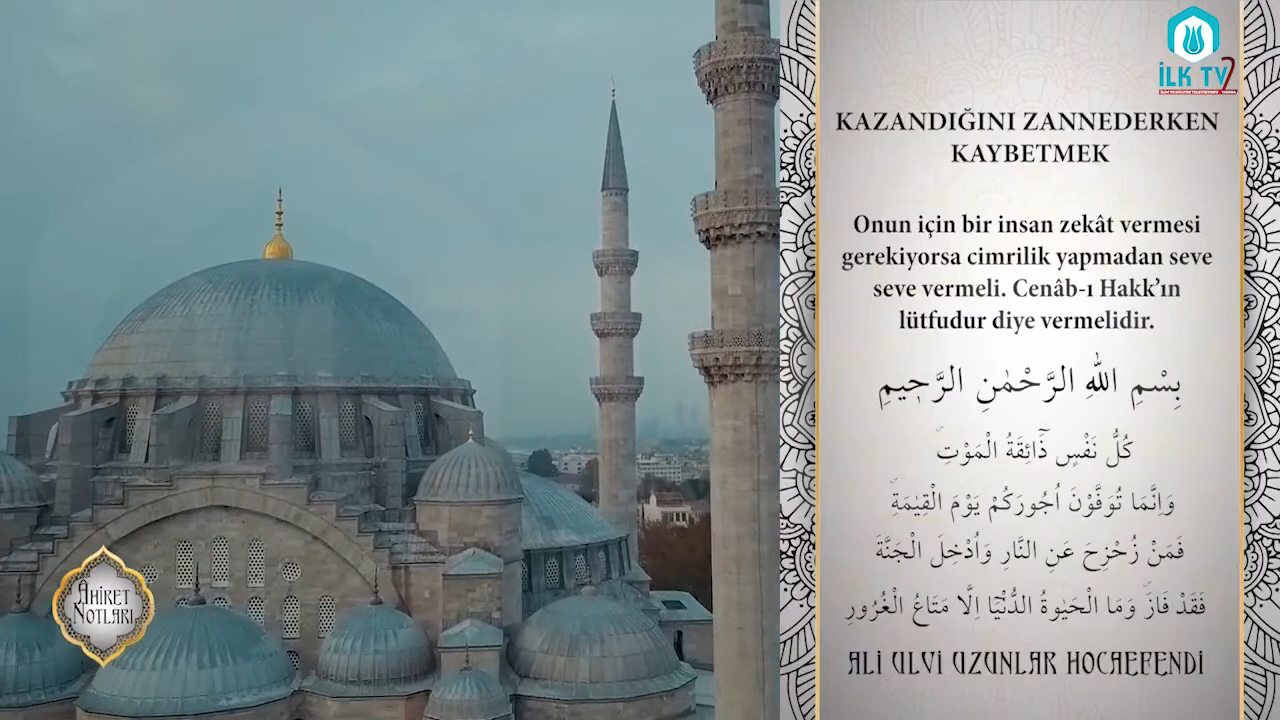 İLK TV 2
KAZANDIĞINI ZANNEDERKEN
KAYBETMEK
Onun için bir insan zekât vermesi
gerekiyorsa cimrilik yapmadan seve
seve vermeli. Cenâb-ı Hakk’ın
lütfudur diye vermelidir.
بِسْمِ اللّٰهِ الرَّحْمٰنِ الرَّح۪يمِ
كُلُّ نَفْسٍ ذَٓائِقَةُ الْمَوْتِۜ
وَاِنَّمَا تُوَفَّوْنَ اُجُورَكُمْ يَوْمَ الْقِيٰمَةِۜ
فَمَنْ زُحْزِحَ عَنِ النَّارِ وَاُدْخِلَ الْجَنَّةَ
فَقَدْ فَازَۜ وَمَا الْحَيٰوةُ الدُّنْيَا اِلَّا مَتَاعُ الْغُرُورِ
ALİ ULVİ UZUNLAR HOCAEFENDİ
AHİRET
NOTLARI